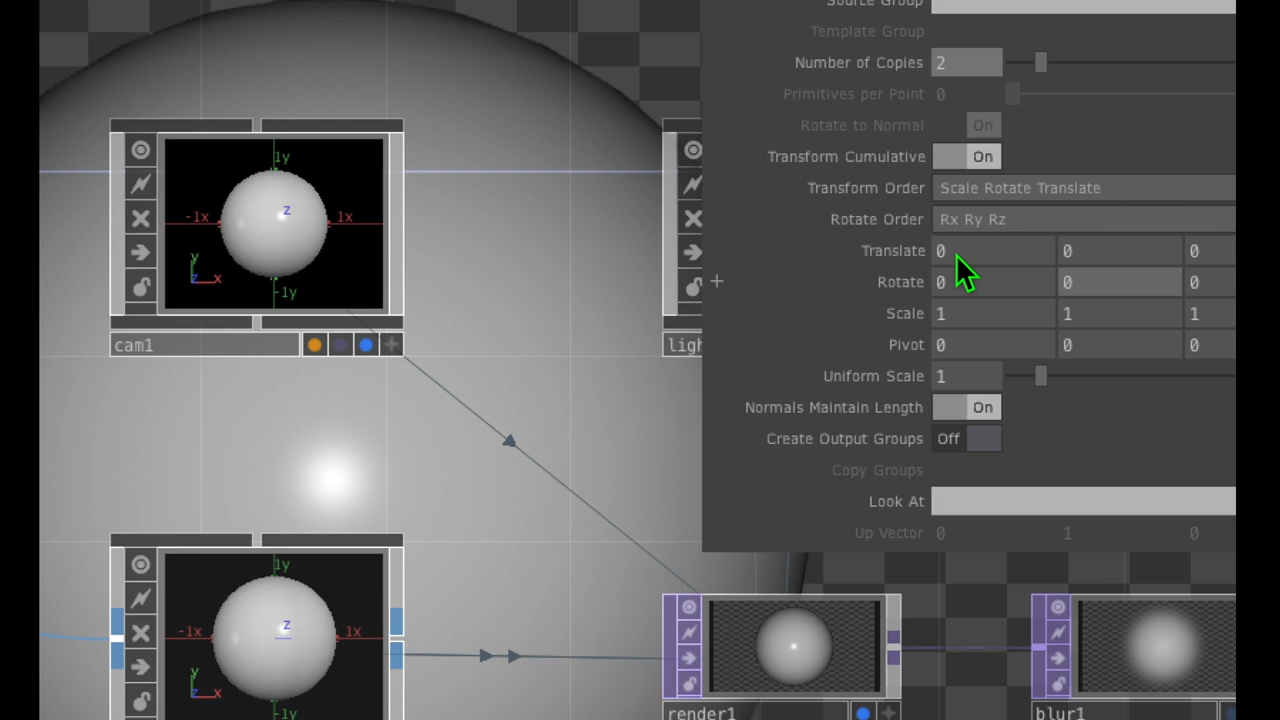 Source Group
Template Group
Number of Copies 2
Primitives per Point 0
Rotate to Normal On
Transform Cumulative On
Transform Order Scale Rotate Translate
Rotate Order Rx Ry Rz
Translate 0 0 0
Rotate 0 0 0
Scale 1 1 1
Pivot 0 0 0
Uniform Scale 1
Normals Maintain Length On
Create Output Groups Off
Copy Groups
Look At
Up Vector 0 1 0
1y
-1x z 1x
y
z x
-1y
cam1
ligh
1y
-1x z 1x
y
z x
-1y
render1
blur1